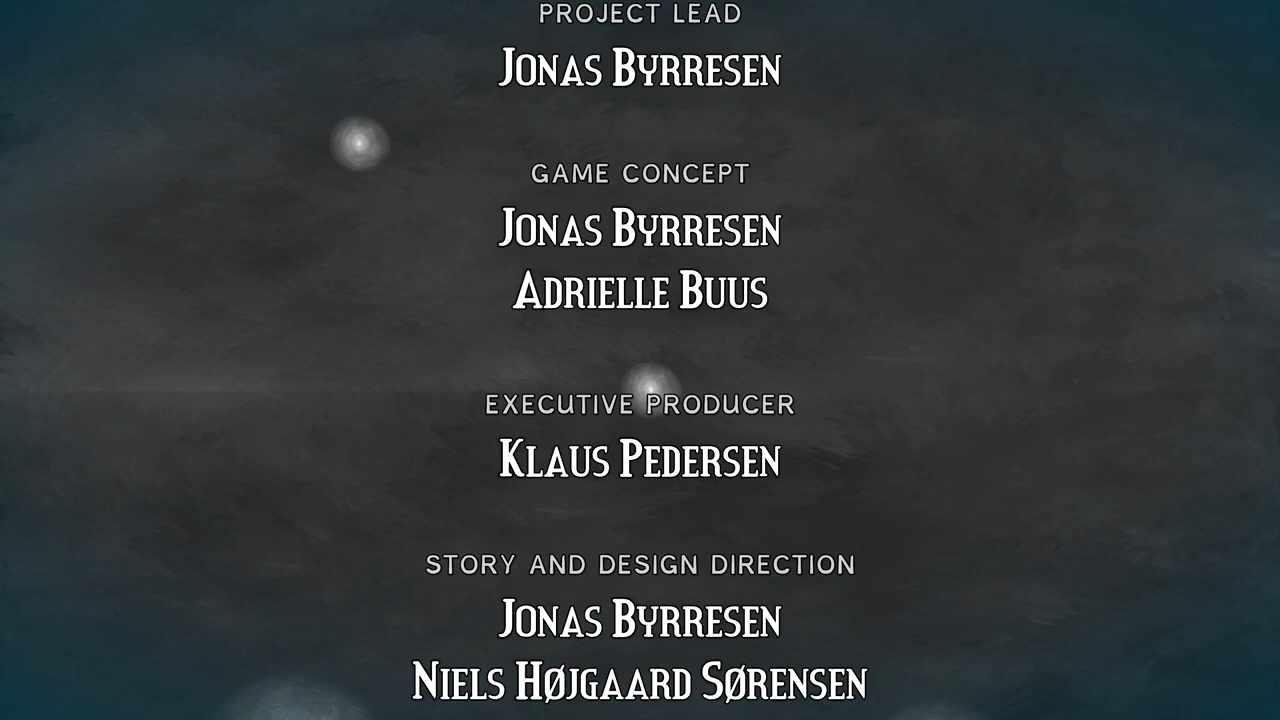 PROJECT LEAD
JONAS BYRRESEN
GAME CONCEPT
JONAS BYRRESEN
ADRIELLE BUUS
EXECUTIVE PRODUCER
KLAUS PEDERSEN
STORY AND DESIGN DIRECTION
JONAS BYRRESEN
NIELS HØJGAARD SØRENSEN